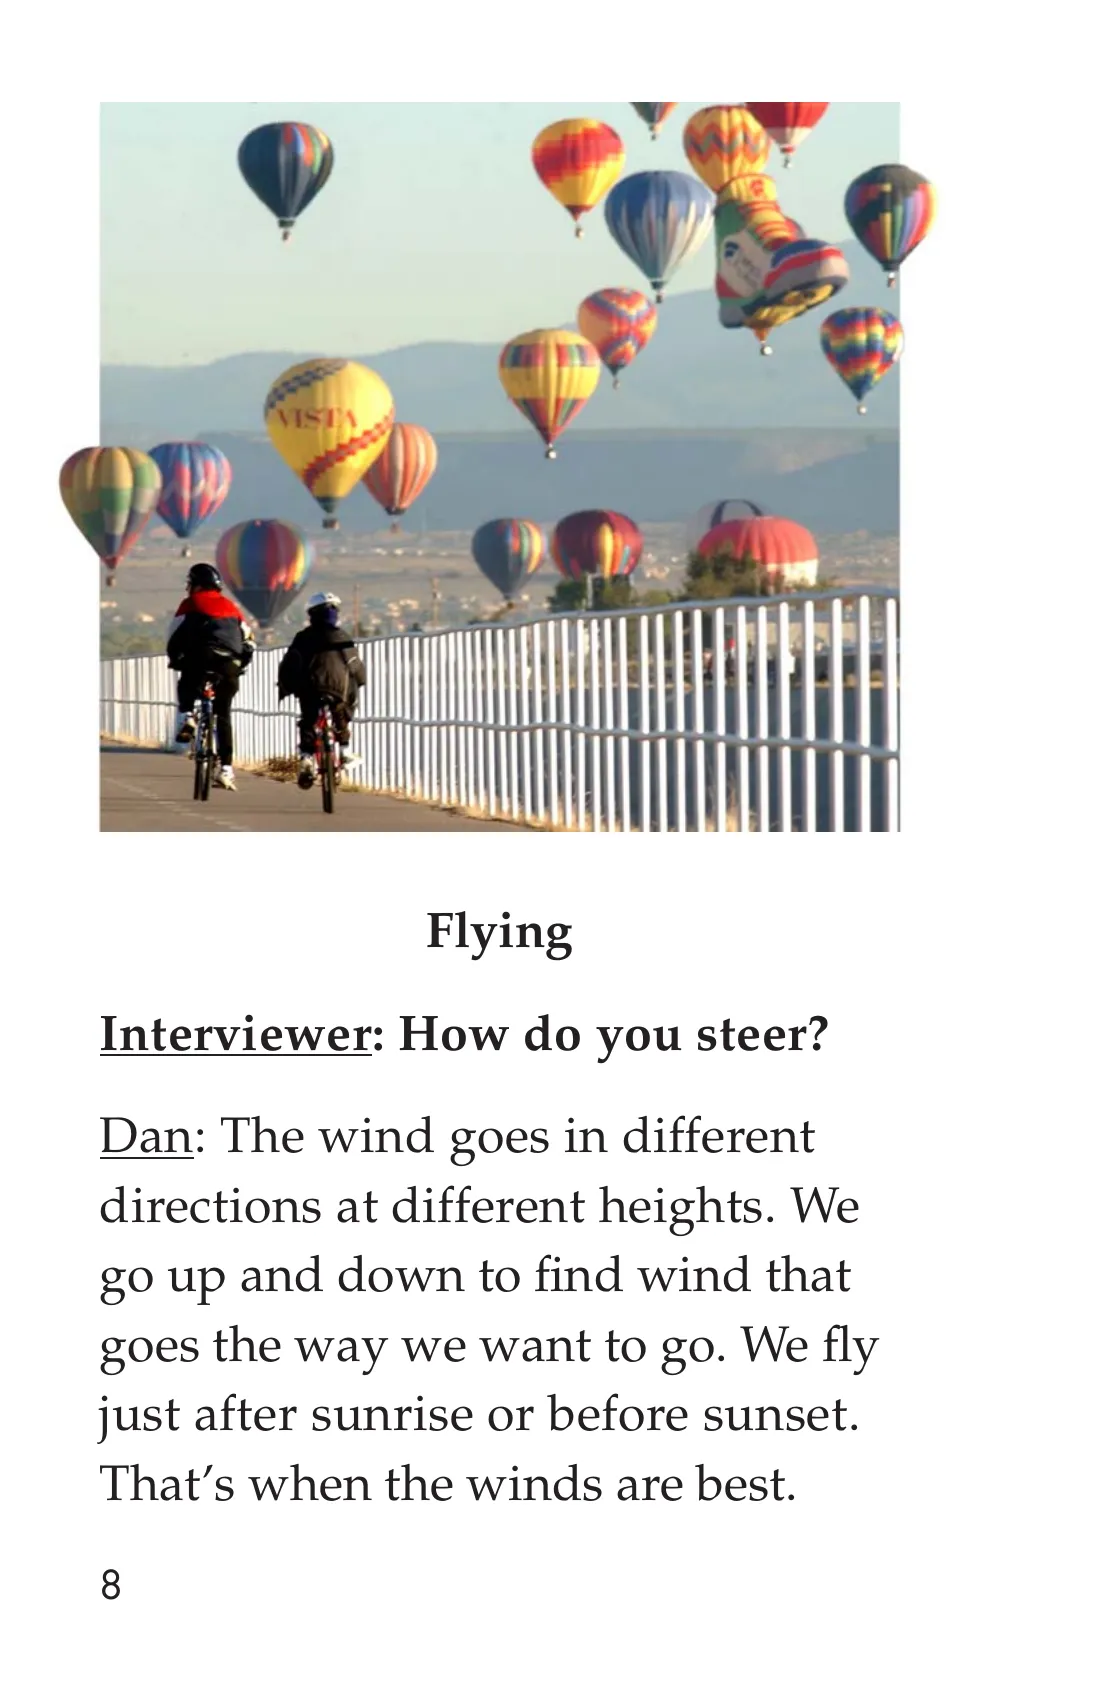 VISTA
Flying
Interviewer: How do you steer?
Dan: The wind goes in different
directions at different heights. We
go up and down to find wind that
goes the way we want to go. We fly
just after sunrise or before sunset.
That’s when the winds are best.
8